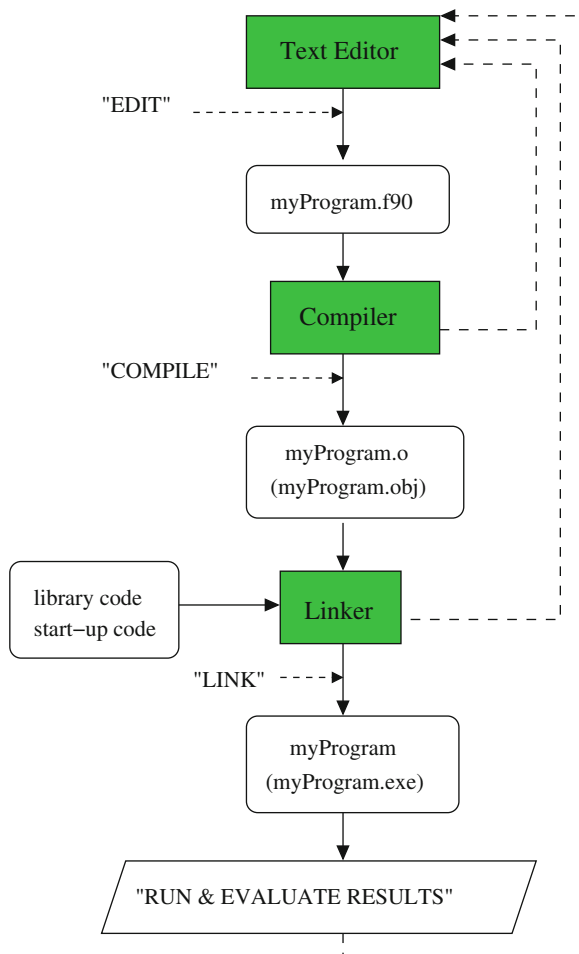 Text Editor
"EDIT"
myProgram.f90
Compiler
"COMPILE"
myProgram.o
(myProgram.obj)
library code
start−up code
Linker
"LINK"
myProgram
(myProgram.exe)
"RUN & EVALUATE RESULTS"